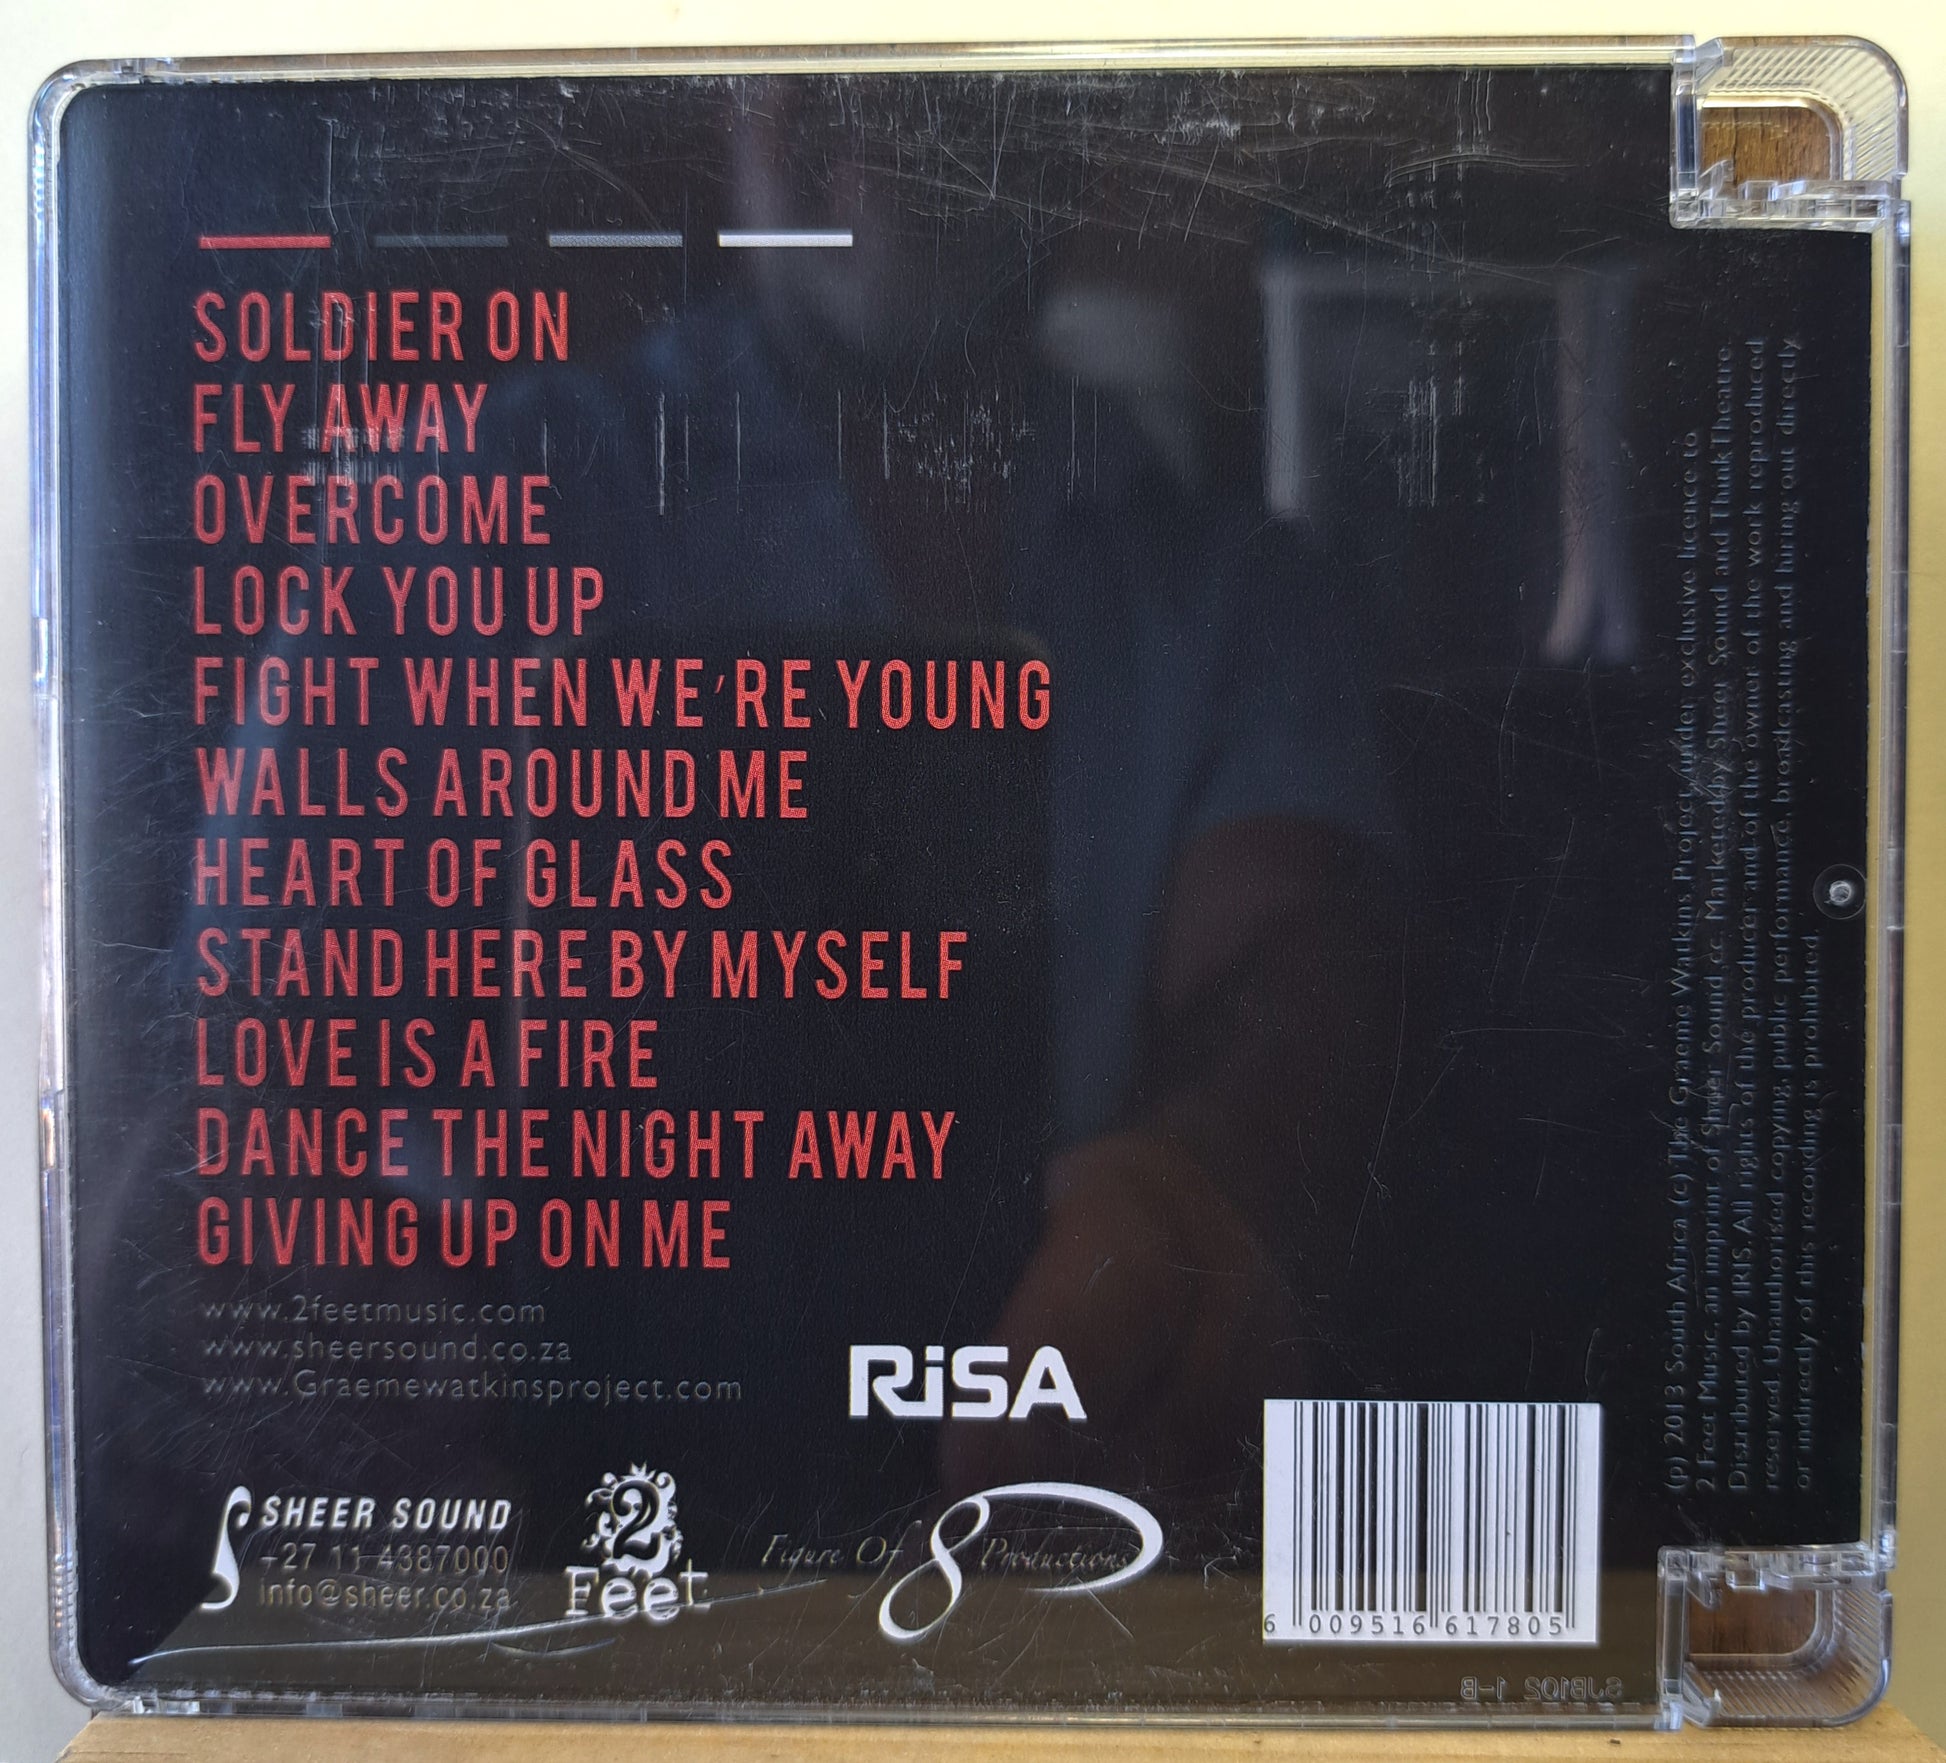 SOLDIER ON
FLY AWAY
OVERCOME
LOCK YOU UP
FIGHT WHEN WE'RE YOUNG
WALLS AROUND ME
HEART OF GLASS
STAND HERE BY MYSELF
LOVE IS A FIRE
DANCE THE NIGHT AWAY
GIVING UP ON ME
www.2feetmusic.com
www.sheersound.co.za
www.Graemewatkinsproject.com
RiSA
SHEER SOUND
+27 11 4387000
info@sheer.co.za
2
Feet
Figure Of 8 Productions
6 009516 617805
SJB102 1-B
(p) 2013 South Africa (c) The Graeme Watkins Project under exclusive licence to
2 Feet Music, an imprint of Sheer Sound c.c. Marketed by Sheer Sound and Think Theatre.
Distributed by IRIS. All rights of the producer and of the owner of the work reproduced
reserved. Unauthorised copying, public performance, broadcasting and hiring out directly
or indirectly of this recording is prohibited.